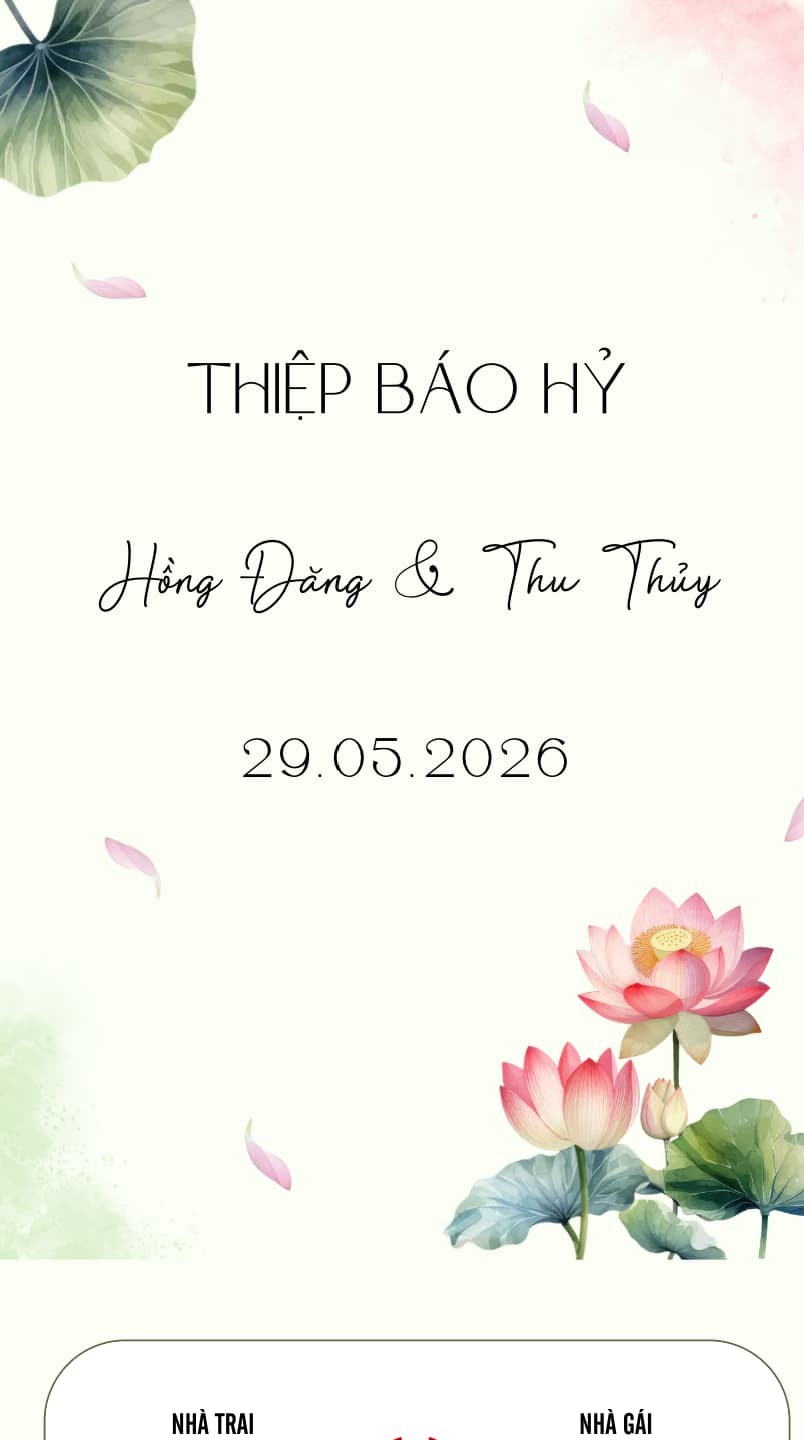 THIỆP BÁO HỶ
Hồng Đăng & Thu Thủy
29.05.2026
NHÀ TRAI
NHÀ GÁI